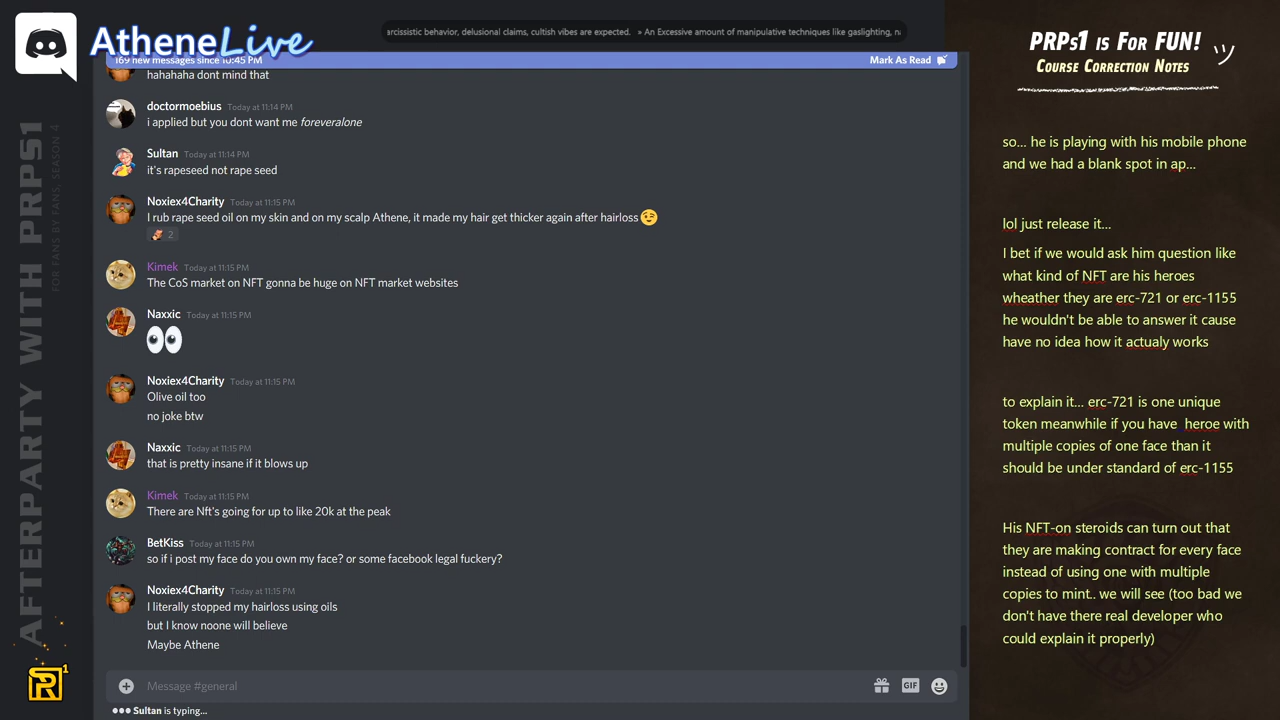 AtheneLive
arcissistic behavior, delusional claims, cultish vibes are expected. » An Excessive amount of manipulative techniques like gaslighting,
169 new messages since 10:45 PM
Mark As Read
hahahaha dont mind that
doctormoebius Today at 11:14 PM
i applied but you dont want me foreveralone
Sultan Today at 11:14 PM
it's rapeseed not rape seed
Noxiex4Charity Today at 11:15 PM
I rub rape seed oil on my skin and on my scalp Athene, it made my hair get thicker again after hairloss
2
Kimek Today at 11:15 PM
The CoS market on NFT gonna be huge on NFT market websites
Naxxic Today at 11:15 PM
Noxiex4Charity Today at 11:15 PM
Olive oil too
no joke btw
Naxxic Today at 11:15 PM
that is pretty insane if it blows up
Kimek Today at 11:15 PM
There are Nft's going for up to like 20k at the peak
BetKiss Today at 11:15 PM
so if i post my face do you own my face? or some facebook legal fuckery?
Noxiex4Charity Today at 11:15 PM
I literally stopped my hairloss using oils
but I know noone will believe
Maybe Athene
Message #general
GIF
Sultan is typing...
AFTERPARTY WITH PRPS1
FOR FANS BY FANS, SEASON 4
R1
PRPS1 IS FOR FUN!
COURSE CORRECTION NOTES
so... he is playing with his mobile phone
and we had a blank spot in ap...
lol just release it...
I bet if we would ask him question like
what kind of NFT are his heroes
wheather they are erc-721 or erc-1155
he wouldn't be able to answer it cause
have no idea how it actualy works
to explain it... erc-721 is one unique
token meanwhile if you have heroe with
multiple copies of one face than it
should be under standard of erc-1155
His NFT-on steroids can turn out that
they are making contract for every face
instead of using one with multiple
copies to mint.. we will see (too bad we
don't have there real developer who
could explain it properly)